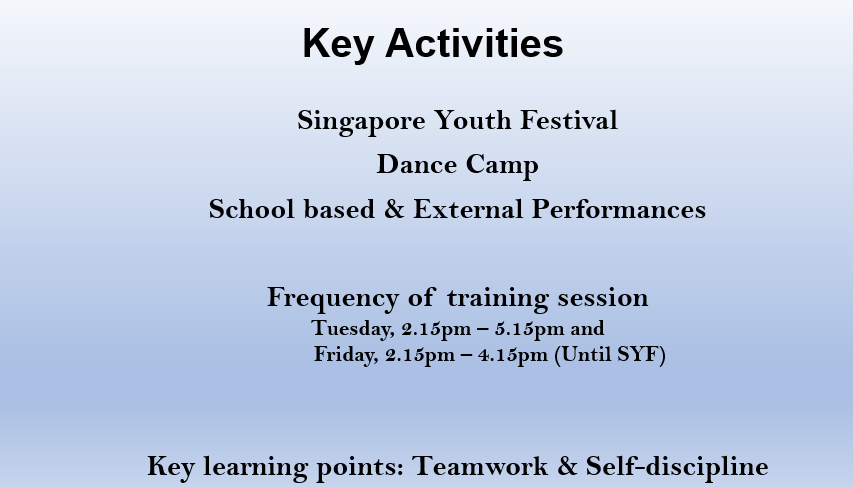 Key Activities
Singapore Youth Festival
Dance Camp
School based & External Performances
Frequency of training session
Tuesday, 2.15pm – 5.15pm and
Friday, 2.15pm – 4.15pm (Until SYF)
Key learning points: Teamwork & Self-discipline